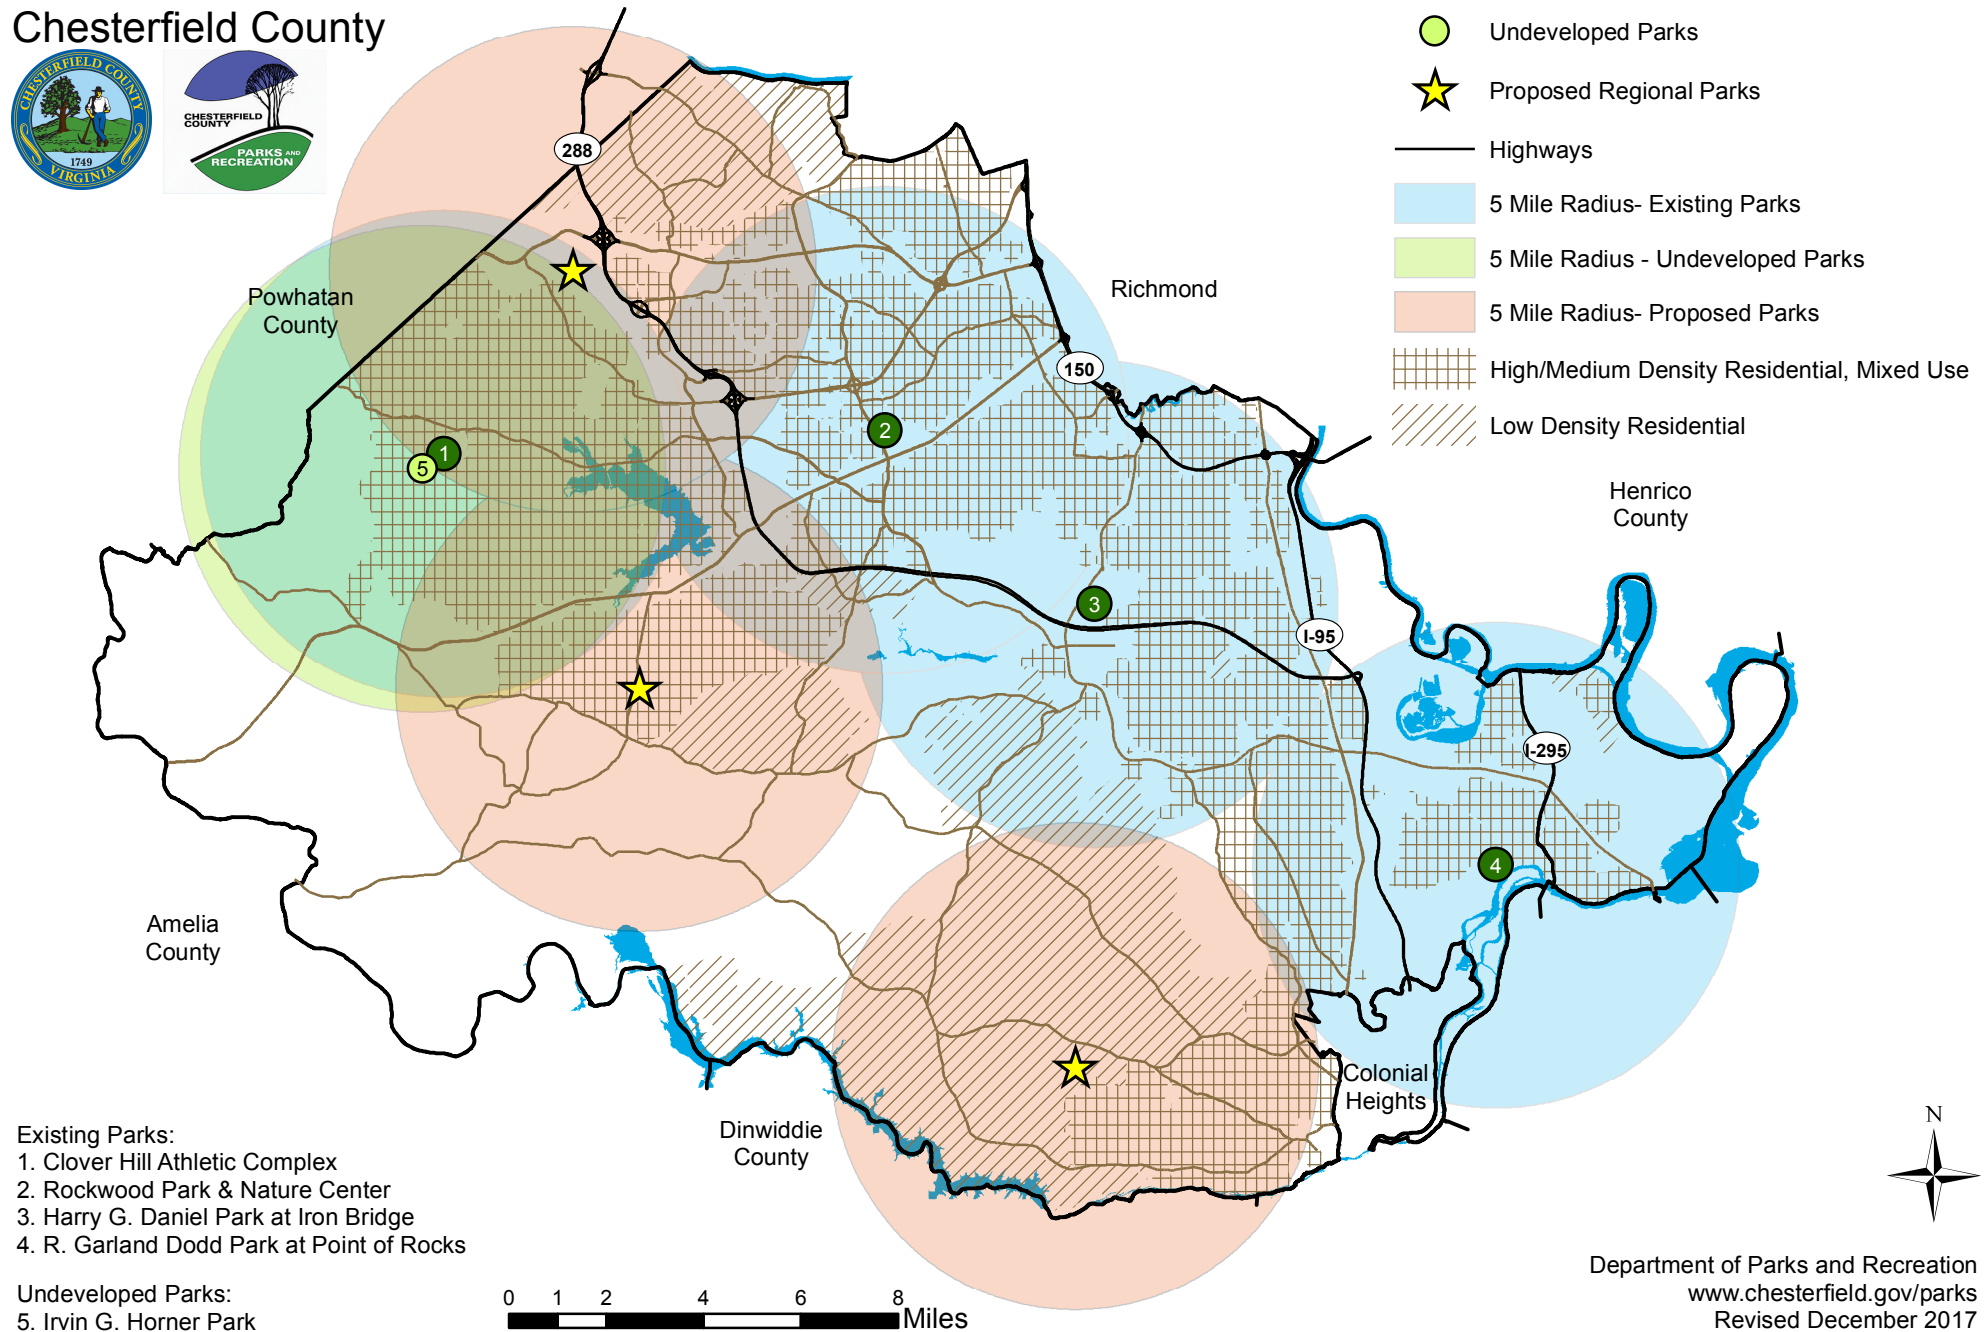 Chesterfield County
CHESTERFIELD COUNTY
1749
VIRGINIA
CHESTERFIELD
COUNTY
PARKS AND
RECREATION
Undeveloped Parks
Proposed Regional Parks
Highways
5 Mile Radius- Existing Parks
5 Mile Radius - Undeveloped Parks
5 Mile Radius- Proposed Parks
High/Medium Density Residential, Mixed Use
Low Density Residential
288
Powhatan
County
Richmond
150
2
1
5
Henrico
County
3
I-95
I-295
4
Amelia
County
Colonial
Heights
Dinwiddie
County
Existing Parks:
1. Clover Hill Athletic Complex
2. Rockwood Park & Nature Center
3. Harry G. Daniel Park at Iron Bridge
4. R. Garland Dodd Park at Point of Rocks
Undeveloped Parks:
5. Irvin G. Horner Park
0 1 2 4 6 8
Miles
N
Department of Parks and Recreation
www.chesterfield.gov/parks
Revised December 2017